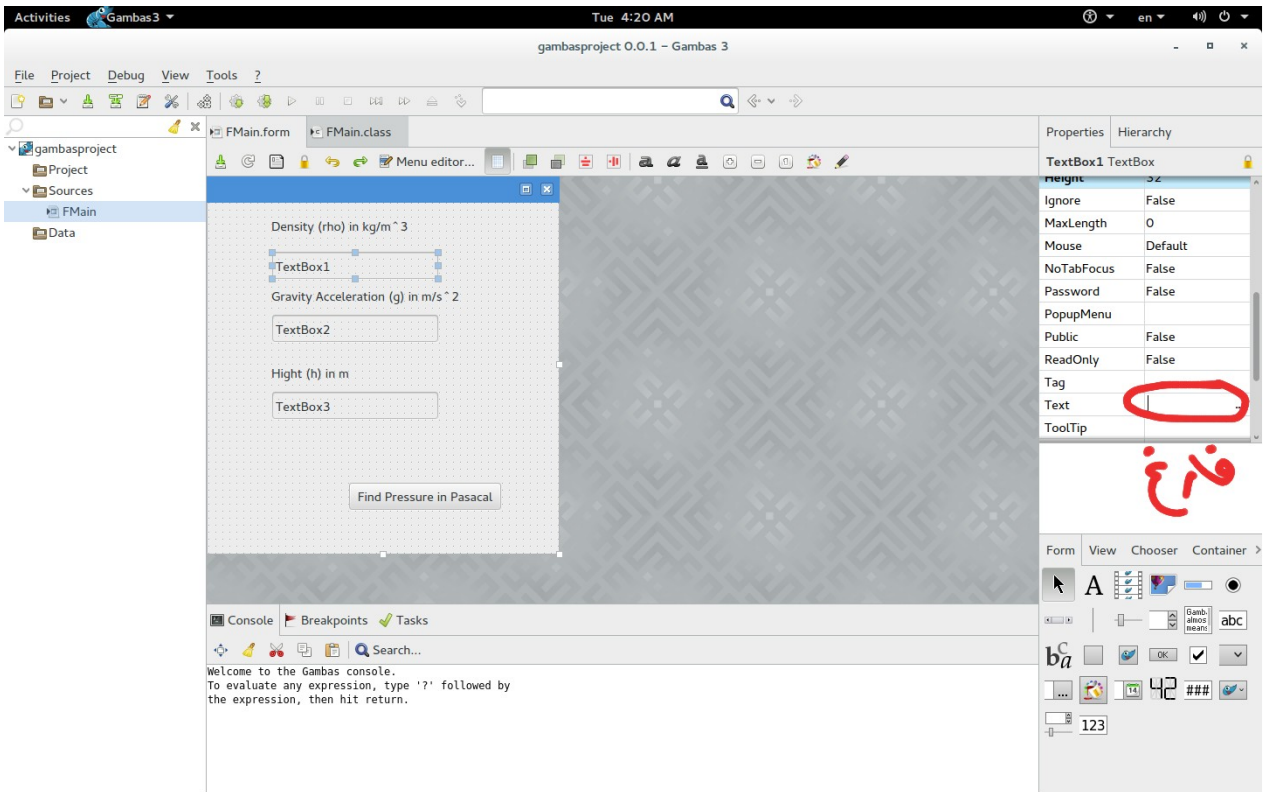 Activities Gambas3 Tue 4:20 AM en
gambasproject 0.0.1 – Gambas 3
File Project Debug View Tools ?
FMain.form FMain.class
Menu editor...
gambasproject
Project
Sources
FMain
Data
Density (rho) in kg/m^3
TextBox1
Gravity Acceleration (g) in m/s^2
TextBox2
Hight (h) in m
TextBox3
Find Pressure in Pasacal
Console Breakpoints Tasks
Search...
Welcome to the Gambas console.
To evaluate any expression, type '?' followed by
the expression, then hit return.
Properties Hierarchy
TextBox1 TextBox
Height 32
Ignore False
MaxLength 0
Mouse Default
NoTabFocus False
Password False
PopupMenu
Public False
ReadOnly False
Tag
Text ...
ToolTip
فارغ
Form View Chooser Container >
A
Gamb. almos means abc
OK
... 14 42 ###
123